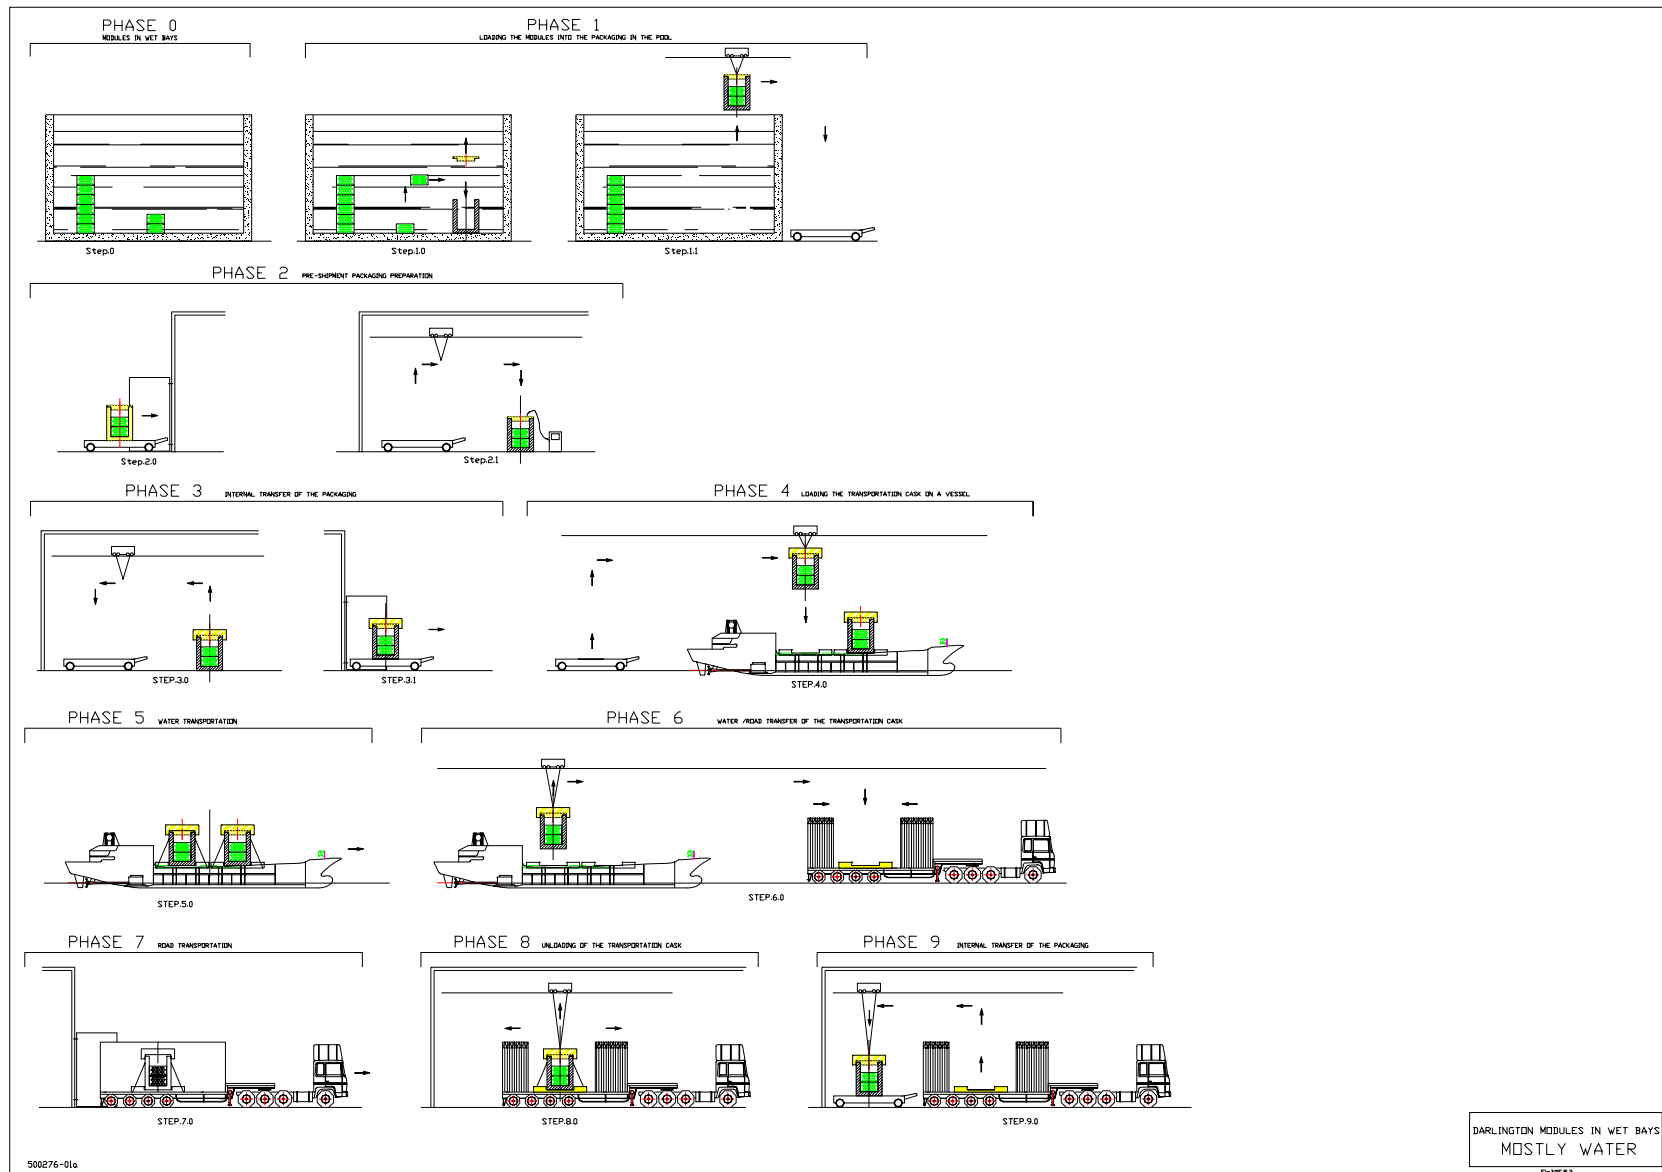 PHASE 0
MODULES IN WET BAYS
PHASE 1
LOADING THE MODULES INTO THE PACKAGING IN THE POOL
Step.0
Step.1.0
Step.1.1
PHASE 2 PRE-SHIPMENT PACKAGING PREPARATION
Step.2.0
Step.2.1
PHASE 3 INTERNAL TRANSFER OF THE PACKAGING
PHASE 4 LOADING THE TRANSPORTATION CASK ON A VESSEL
STEP.3.0
STEP.3.1
STEP.4.0
PHASE 5 WATER TRANSPORTATION
PHASE 6 WATER /ROAD TRANSFER OF THE TRANSPORTATION CASK
STEP.5.0
STEP.6.0
PHASE 7 ROAD TRANSPORTATION
PHASE 8 UNLOADING OF THE TRANSPORTATION CASK
PHASE 9 INTERNAL TRANSFER OF THE PACKAGING
STEP.7.0
STEP.8.0
STEP.9.0
DARLINGTON MODULES IN WET BAYS
MOSTLY WATER
500276-01a